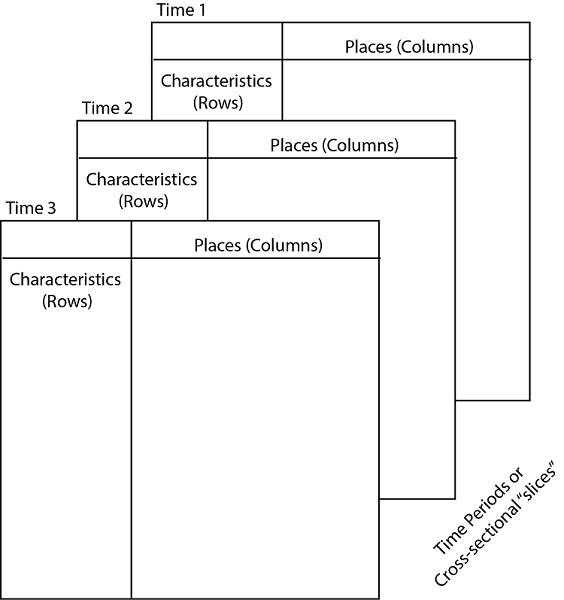 Time 1
Places (Columns)
Characteristics
(Rows)
Time 2
Places (Columns)
Characteristics
(Rows)
Time 3
Places (Columns)
Characteristics
(Rows)
Time Periods or
Cross-sectional "slices"